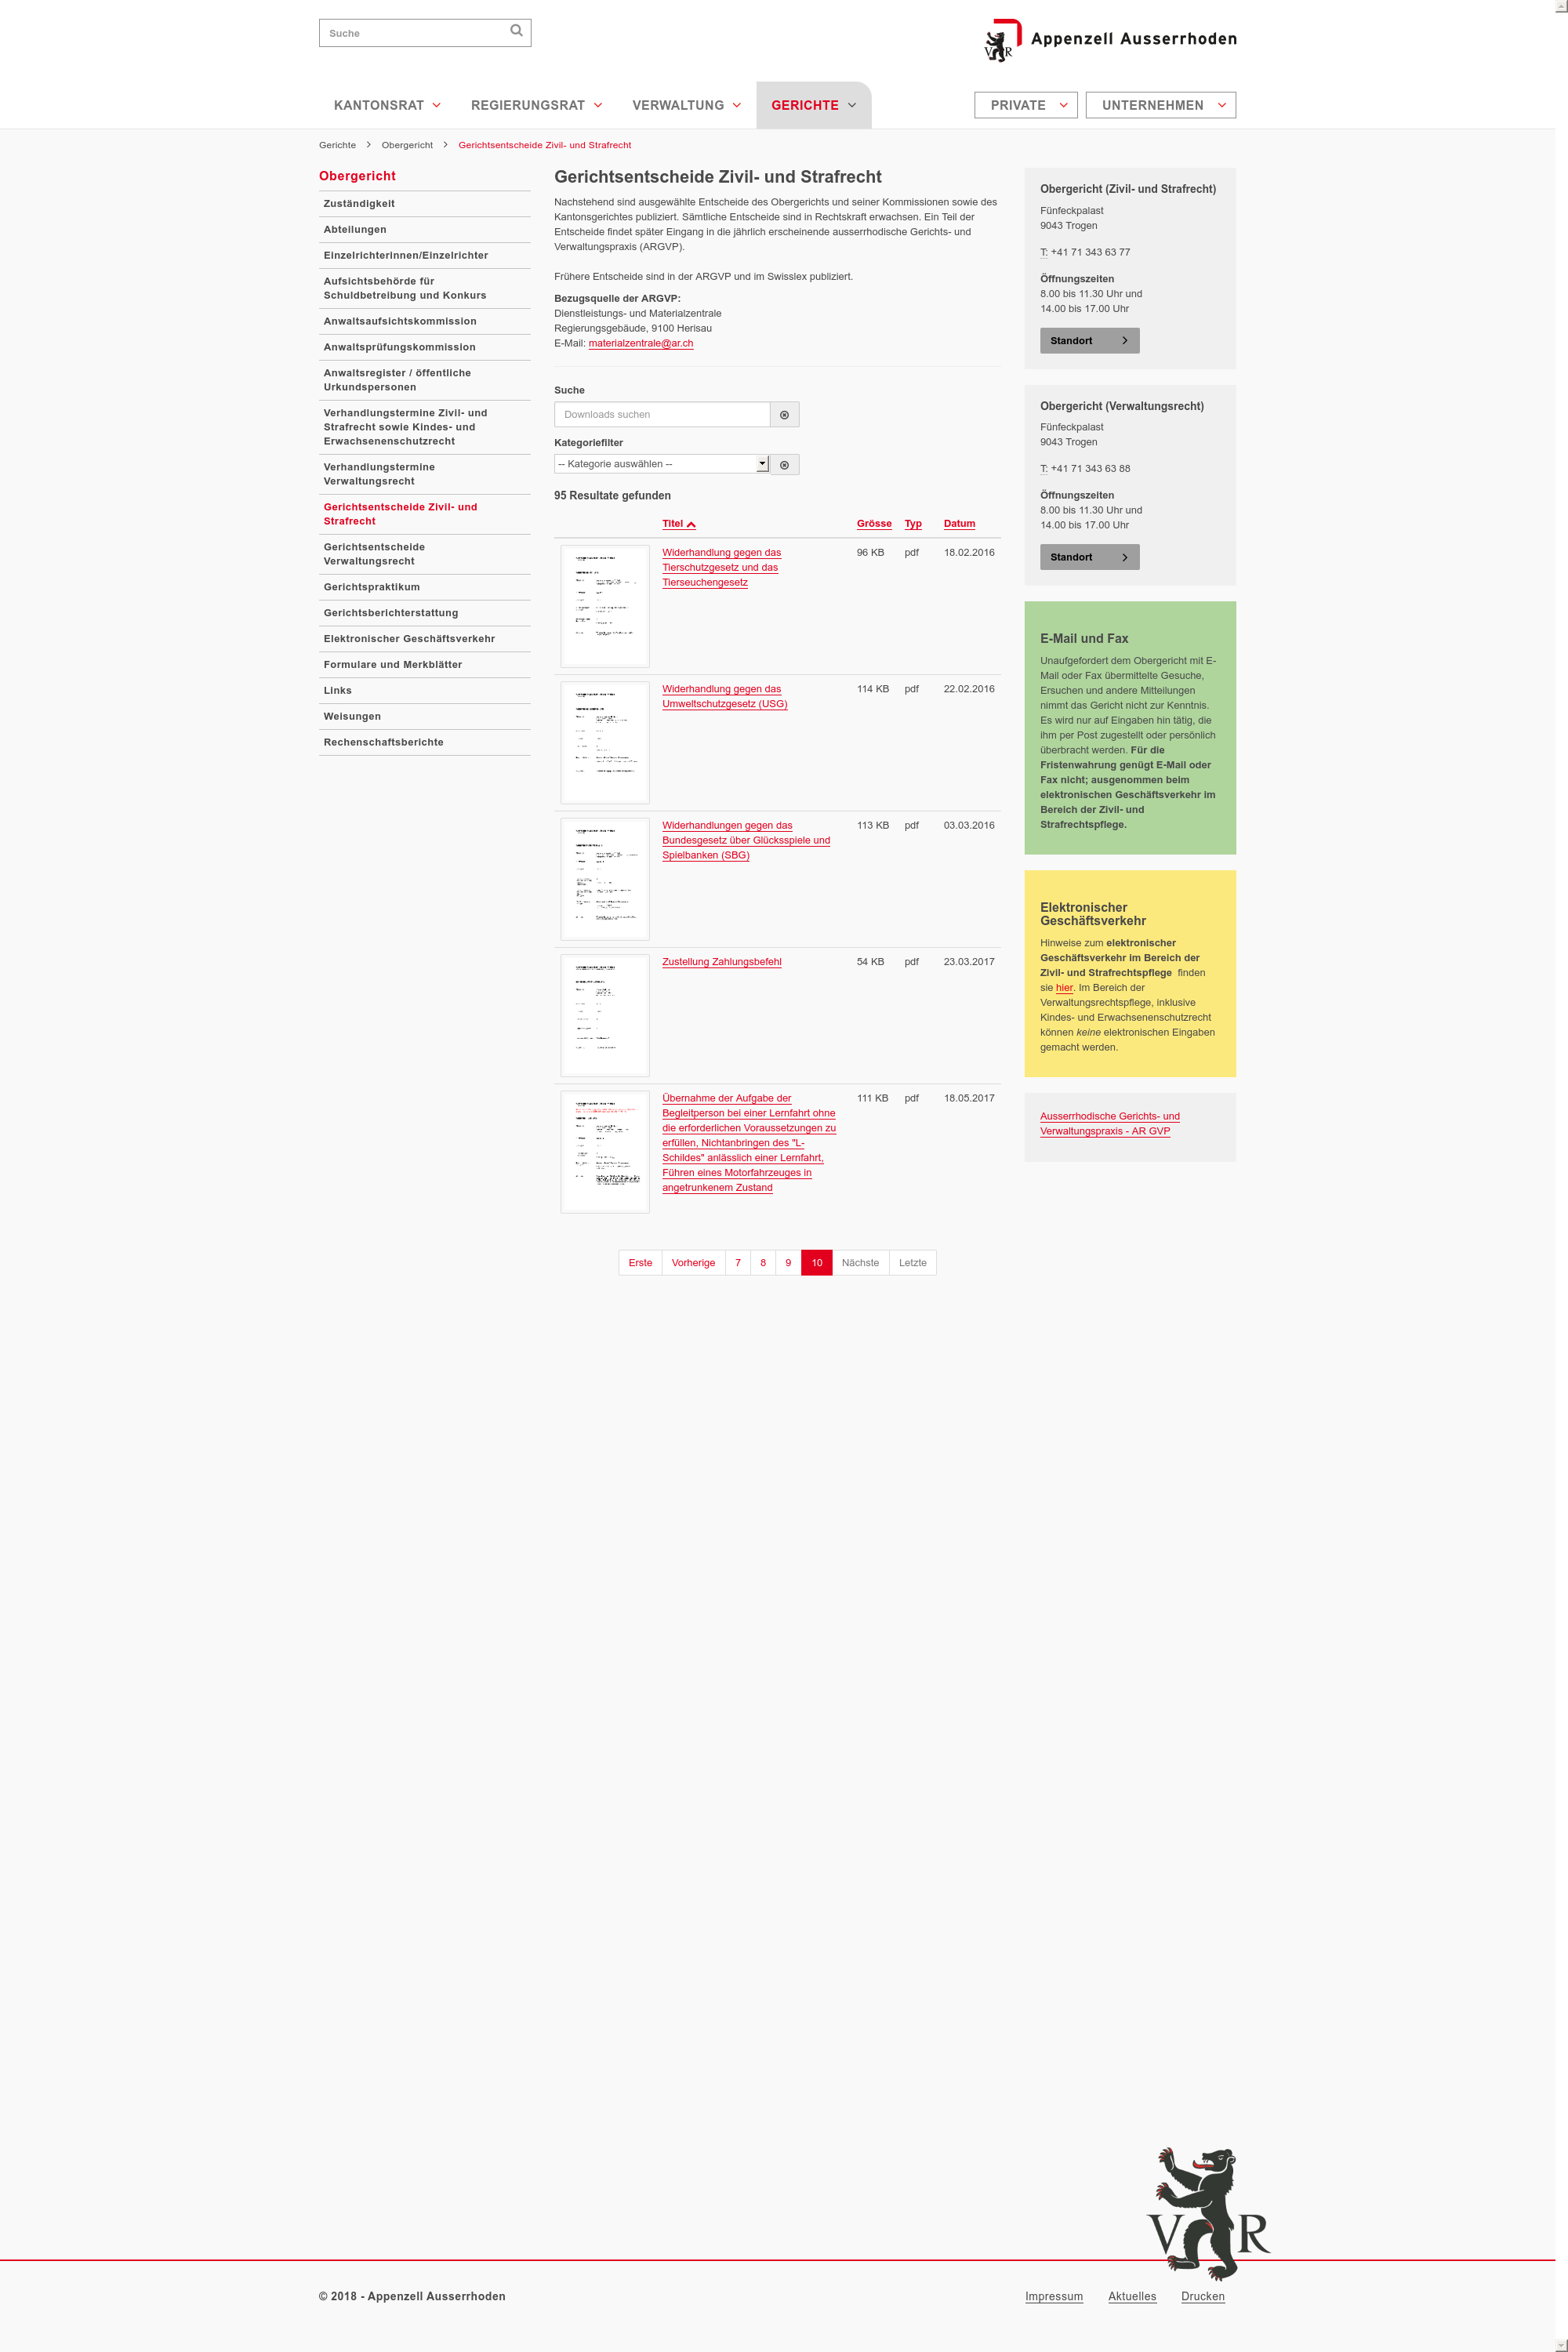 Suche
Appenzell Ausserrhoden
KANTONSRAT
REGIERUNGSRAT
VERWALTUNG
GERICHTE
PRIVATE
UNTERNEHMEN
Gerichte
Obergericht
Gerichtsentscheide Zivil- und Strafrecht
Obergericht
Zuständigkeit
Abteilungen
Einzelrichterinnen/Einzelrichter
Aufsichtsbehörde für
Schuldbetreibung und Konkurs
Anwaltsaufsichtskommission
Anwaltsprüfungskommission
Anwaltsregister / öffentliche
Urkundspersonen
Verhandlungstermine Zivil- und
Strafrecht sowie Kindes- und
Erwachsenenschutzrecht
Verhandlungstermine
Verwaltungsrecht
Gerichtsentscheide Zivil- und
Strafrecht
Gerichtsentscheide
Verwaltungsrecht
Gerichtspraktikum
Gerichtsberichterstattung
Elektronischer Geschäftsverkehr
Formulare und Merkblätter
Links
Weisungen
Rechenschaftsberichte
Gerichtsentscheide Zivil- und Strafrecht
Nachstehend sind ausgewählte Entscheide des Obergerichts und seiner Kommissionen sowie des
Kantonsgerichtes publiziert. Sämtliche Entscheide sind in Rechtskraft erwachsen. Ein Teil der
Entscheide findet später Eingang in die jährlich erscheinende ausserrhodische Gerichts- und
Verwaltungspraxis (ARGVP).
Frühere Entscheide sind in der ARGVP und im Swisslex publiziert.
Bezugsquelle der ARGVP:
Dienstleistungs- und Materialzentrale
Regierungsgebäude, 9100 Herisau
E-Mail: materialzentrale@ar.ch
Suche
Downloads suchen
Kategoriefilter
-- Kategorie auswählen --
95 Resultate gefunden
Titel Grösse Typ Datum
Widerhandlung gegen das 96 KB pdf 18.02.2016
Tierschutzgesetz und das
Tierseuchengesetz
Widerhandlung gegen das 114 KB pdf 22.02.2016
Umweltschutzgesetz (USG)
Widerhandlungen gegen das 113 KB pdf 03.03.2016
Bundesgesetz über Glücksspiele und
Spielbanken (SBG)
Zustellung Zahlungsbefehl 54 KB pdf 23.03.2017
Übernahme der Aufgabe der 111 KB pdf 18.05.2017
Begleitperson bei einer Lernfahrt ohne
die erforderlichen Voraussetzungen zu
erfüllen, Nichtanbringen des "L-
Schildes" anlässlich einer Lernfahrt,
Führen eines Motorfahrzeuges in
angetrunkenem Zustand
Erste Vorherige 7 8 9 10 Nächste Letzte
Obergericht (Zivil- und Strafrecht)
Fünfeckpalast
9043 Trogen
T: +41 71 343 63 77
Öffnungszeiten
8.00 bis 11.30 Uhr und
14.00 bis 17.00 Uhr
Standort
Obergericht (Verwaltungsrecht)
Fünfeckpalast
9043 Trogen
T: +41 71 343 63 88
Öffnungszeiten
8.00 bis 11.30 Uhr und
14.00 bis 17.00 Uhr
Standort
E-Mail und Fax
Unaufgefordert dem Obergericht mit E-
Mail oder Fax übermittelte Gesuche,
Ersuchen und andere Mitteilungen
nimmt das Gericht nicht zur Kenntnis.
Es wird nur auf Eingaben hin tätig, die
ihm per Post zugestellt oder persönlich
überbracht werden. Für die
Fristenwahrung genügt E-Mail oder
Fax nicht; ausgenommen beim
elektronischen Geschäftsverkehr im
Bereich der Zivil- und
Strafrechtspflege.
Elektronischer
Geschäftsverkehr
Hinweise zum elektronischer
Geschäftsverkehr im Bereich der
Zivil- und Strafrechtspflege finden
sie hier. Im Bereich der
Verwaltungsrechtspflege, inklusive
Kindes- und Erwachsenenschutzrecht
können keine elektronischen Eingaben
gemacht werden.
Ausserrhodische Gerichts- und
Verwaltungspraxis - AR GVP
V R
© 2018 - Appenzell Ausserrhoden
Impressum Aktuelles Drucken